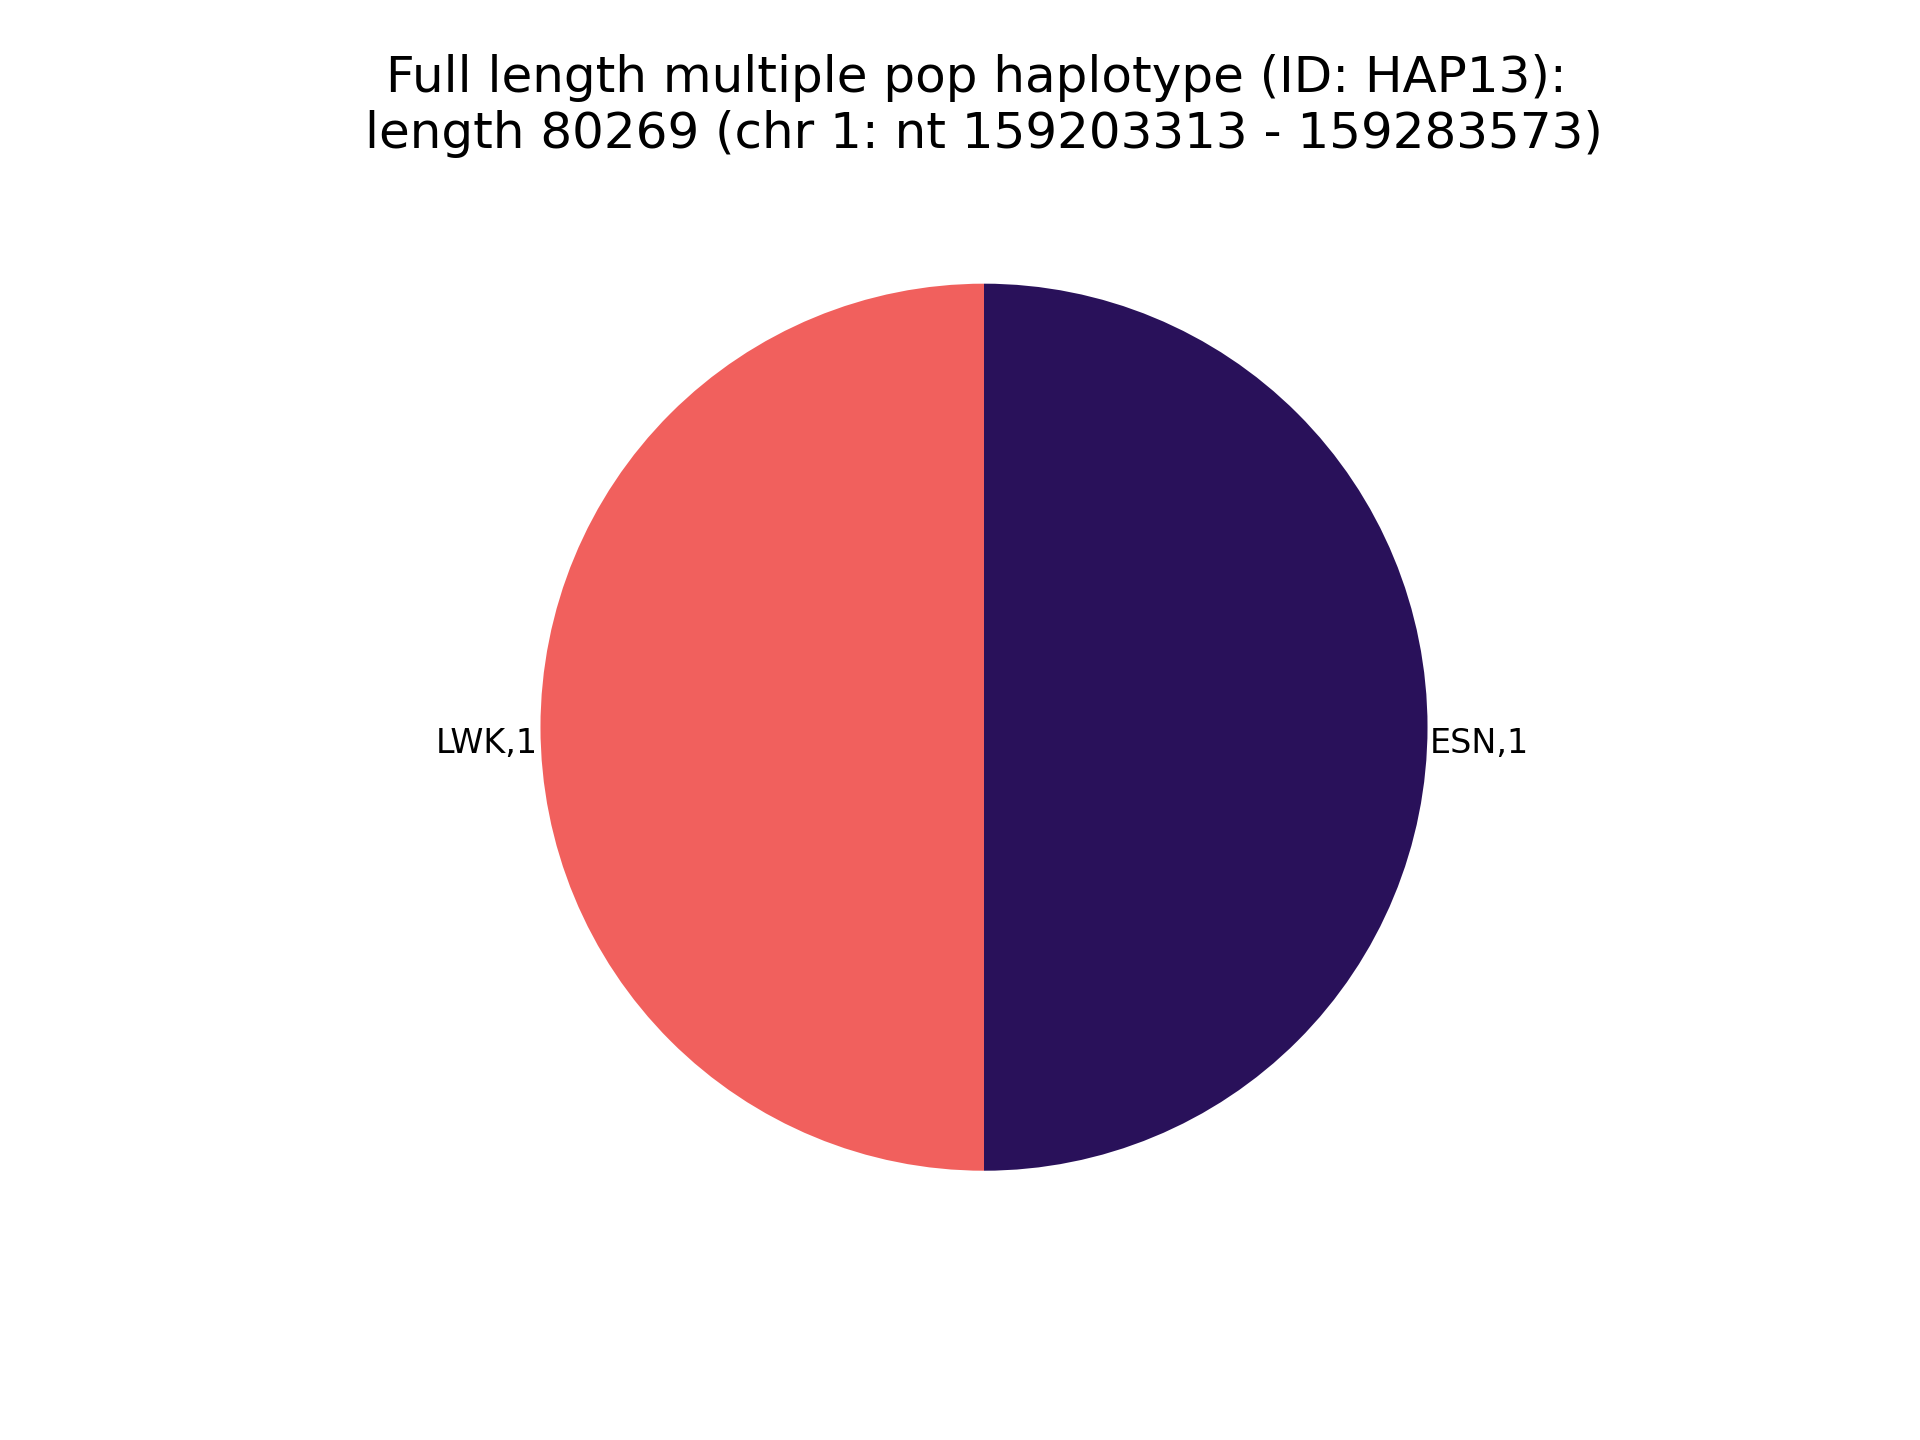 Full length multiple pop haplotype (ID: HAP13):
length 80269 (chr 1: nt 159203313 - 159283573)
LWK,1
ESN,1